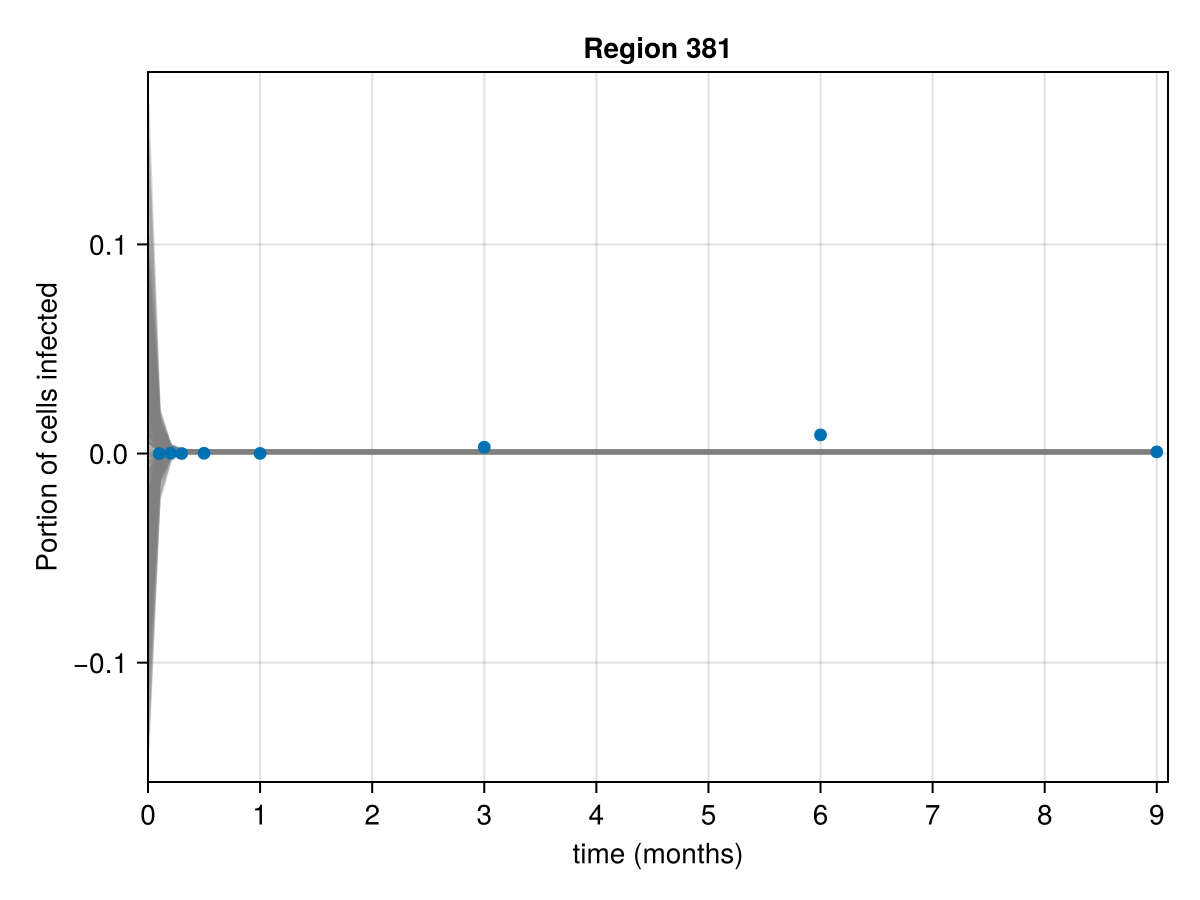 Region 381
Portion of cells infected
0.1
0.0
−0.1
0 1 2 3 4 5 6 7 8 9
time (months)